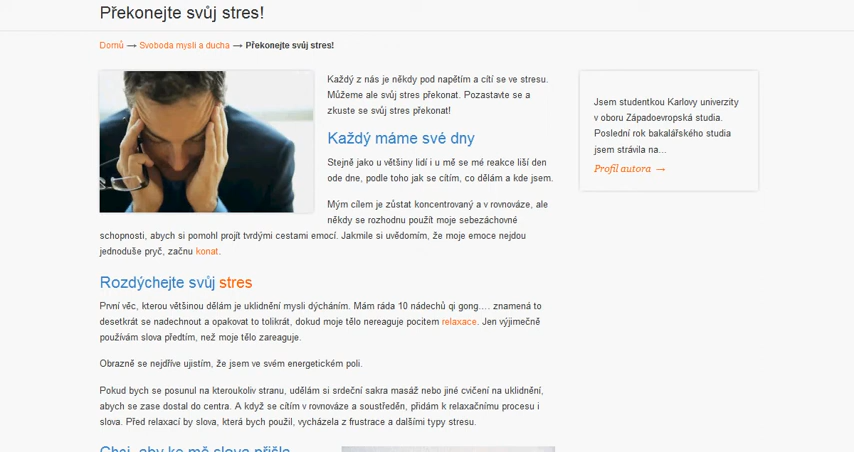 Překonejte svůj stres!
Domů → Svoboda mysli a ducha → Překonejte svůj stres!
Každý z nás je někdy pod napětím a cítí se ve stresu.
Můžeme ale svůj stres překonat. Pozastavte se a
zkuste se svůj stres překonat!
Každý máme své dny
Stejně jako u většiny lidí i u mě se mé reakce liší den
ode dne, podle toho jak se cítím, co dělám a kde jsem.
Mým cílem je zůstat koncentrovaný a v rovnováze, ale
někdy se rozhodnu použít moje sebezáchovné
schopnosti, abych si pomohl projít tvrdými cestami emocí. Jakmile si uvědomím, že moje emoce nejdou
jednoduše pryč, začnu konat.
Rozdýchejte svůj stres
První věc, kterou většinou dělám je uklidnění mysli dýcháním. Mám ráda 10 nádechů qi gong…. znamená to
desetkrát se nadechnout a opakovat to tolikrát, dokud moje tělo nereaguje pocitem relaxace. Jen výjimečně
používám slova předtím, než moje tělo zareaguje.
Obrazně se nejdříve ujistím, že jsem ve svém energetickém poli.
Pokud bych se posunul na kteroukoliv stranu, udělám si srdeční sakra masáž nebo jiné cvičení na uklidnění,
abych se zase dostal do centra. A když se cítím v rovnováze a soustředěn, přidám k relaxačnímu procesu i
slova. Před relaxací by slova, která bych použil, vycházela z frustrace a dalšími typy stresu.
Chci, aby ke mě slova přišla
Jsem studentkou Karlovy univerzity
v oboru Západoevropská studia.
Poslední rok bakalářského studia
jsem strávila na...
Profil autora →